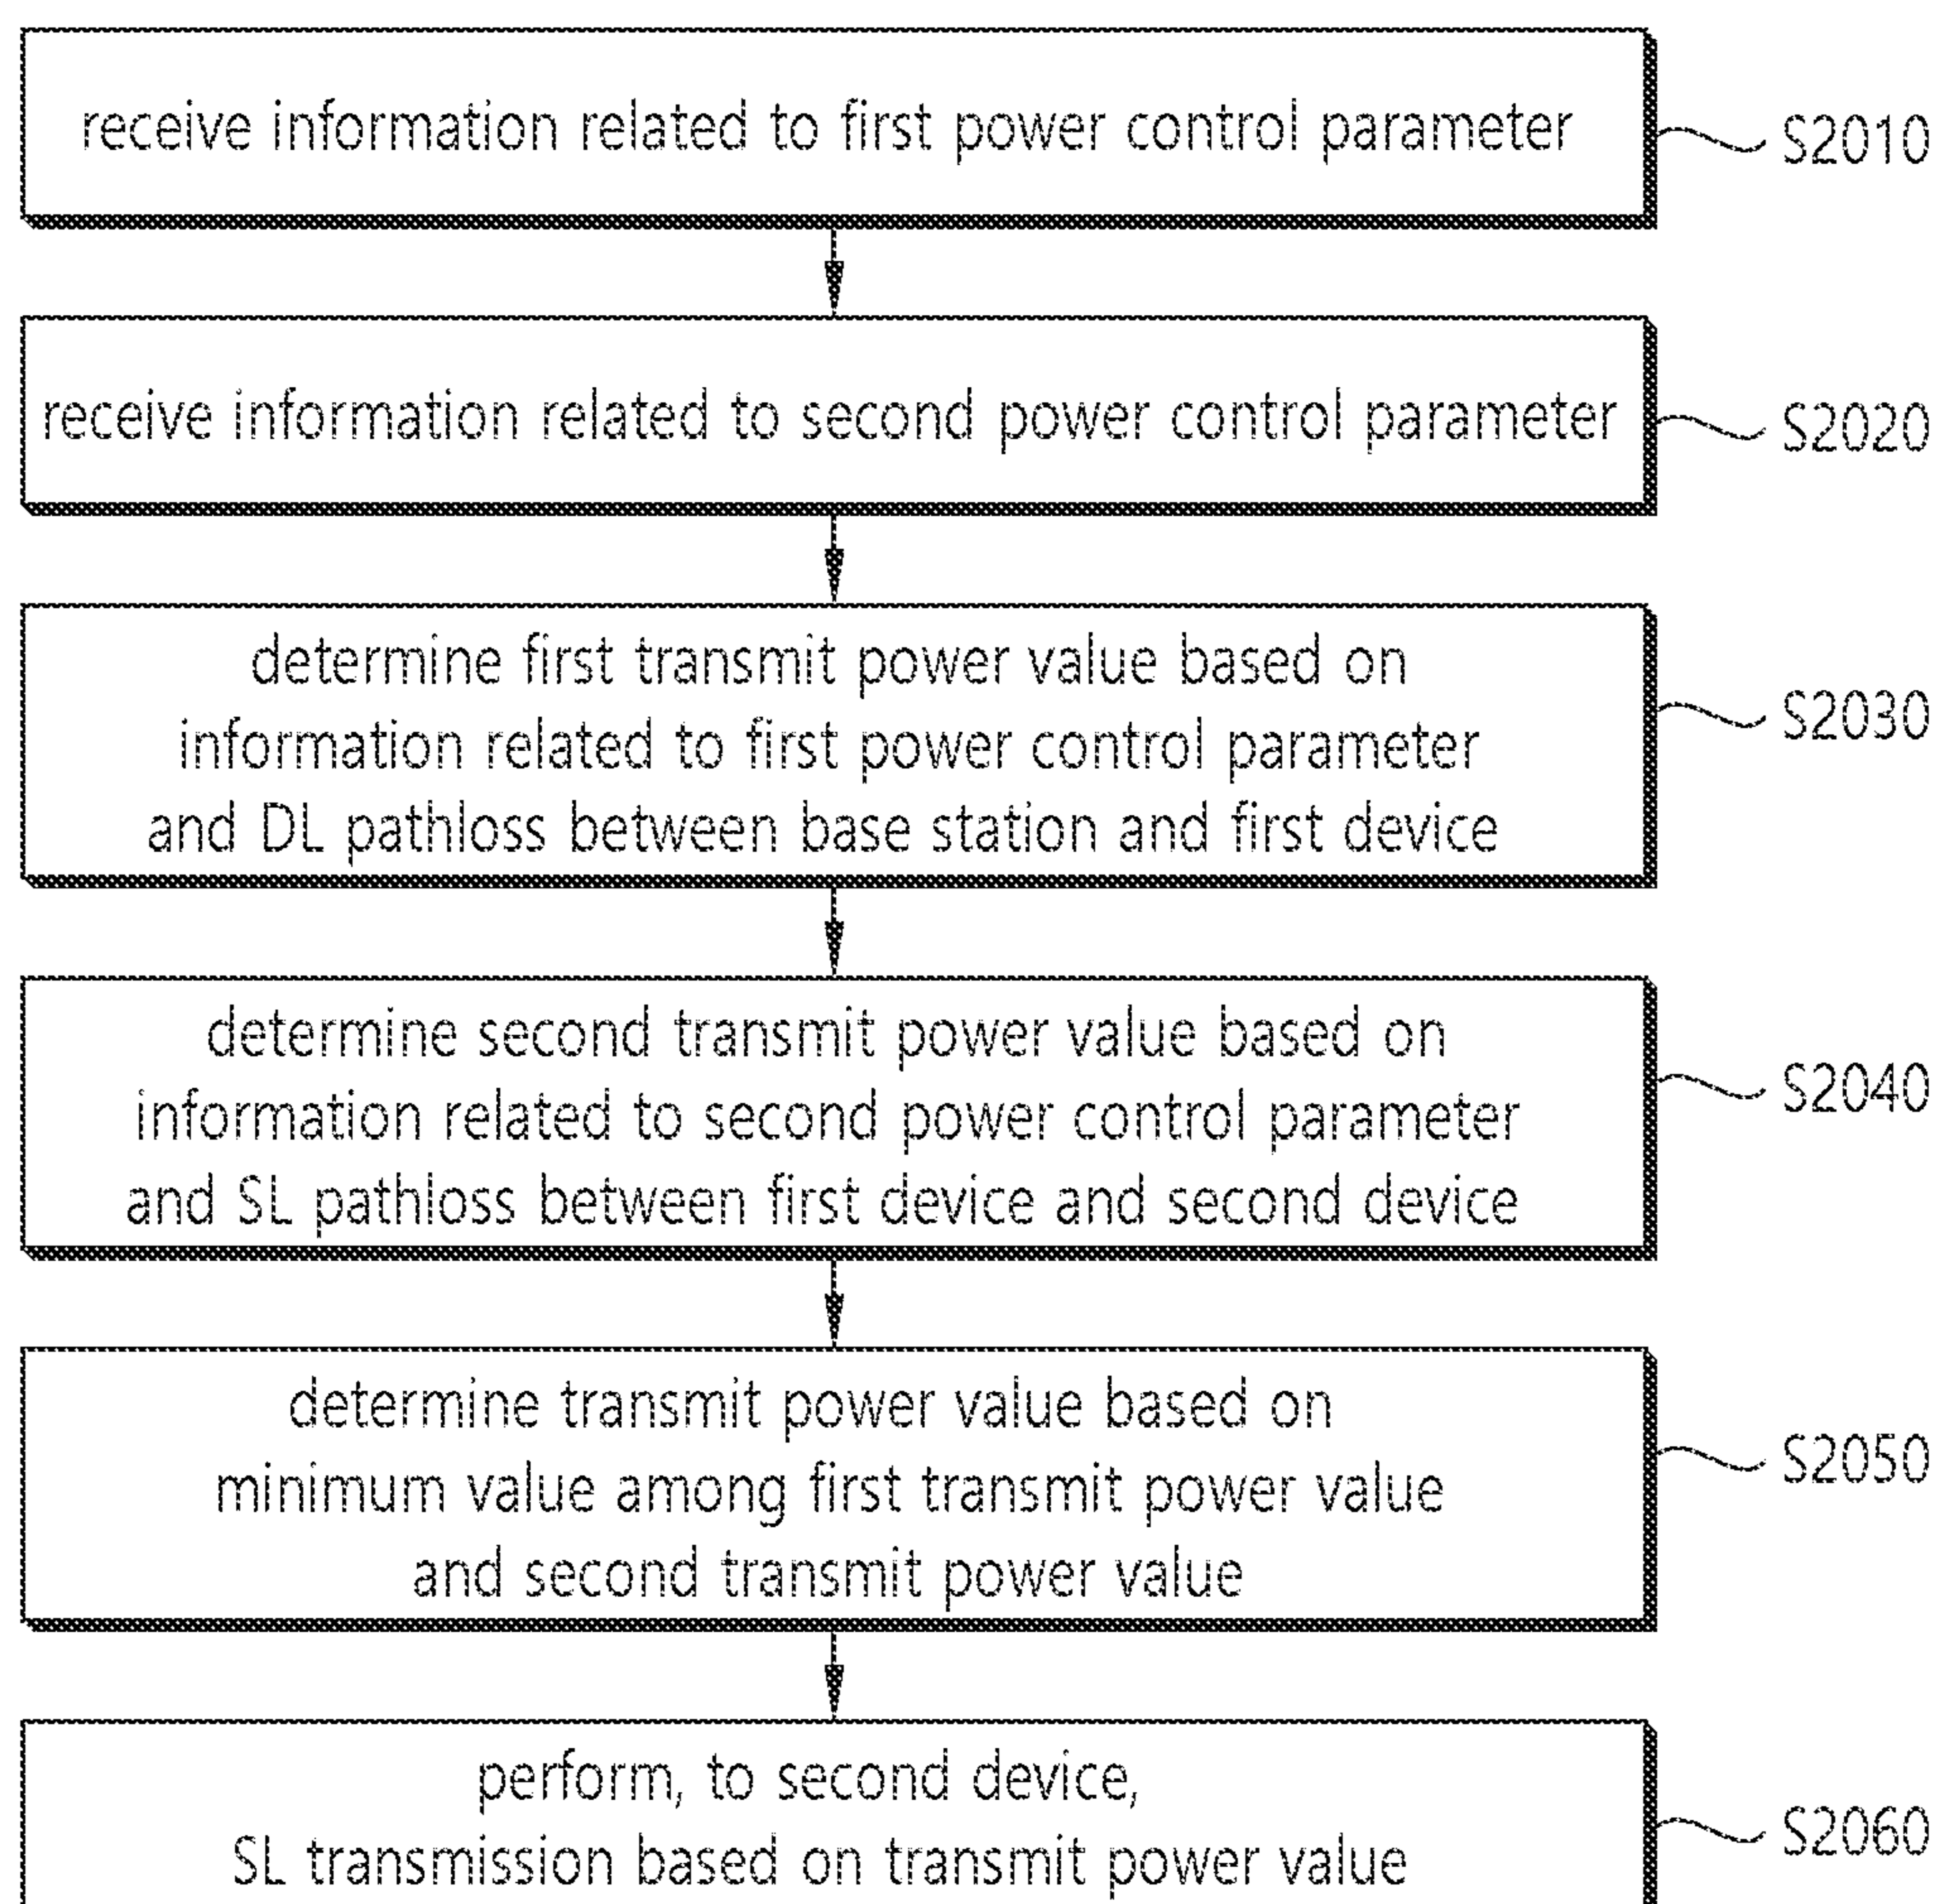 receive information related to first power control parameter
S2010
receive information related to second power control parameter
S2020
determine first transmit power value based on
information related to first power control parameter
and DL pathloss between base station and first device
S2030
determine second transmit power value based on
information related to second power control parameter
and SL pathloss between first device and second device
S2040
determine transmit power value based on
minimum value among first transmit power value
and second transmit power value
S2050
perform, to second device,
SL transmission based on transmit power value
S2060